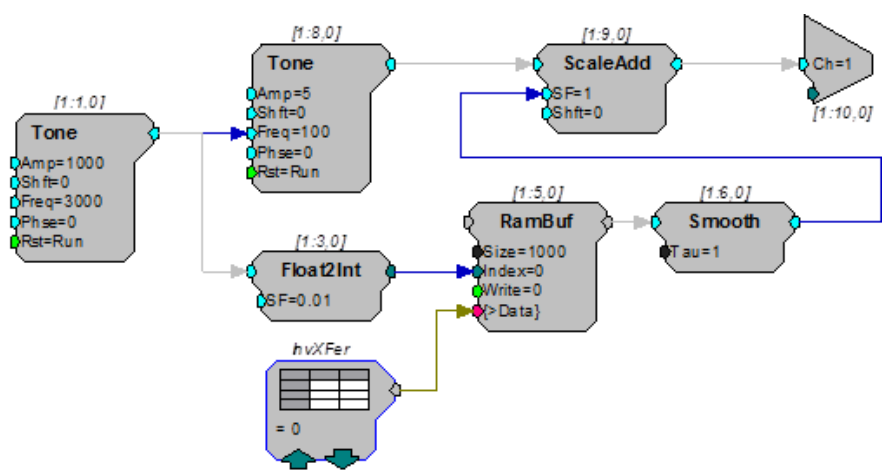 [1:1,0]
Tone
Amp=1000
Shft=0
Freq=3000
Phse=0
Rst=Run
[1:8,0]
Tone
Amp=5
Shft=0
Freq=100
Phse=0
Rst=Run
[1:9,0]
ScaleAdd
SF=1
Shft=0
Ch=1
[1:10,0]
[1:3,0]
Float2Int
SF=0.01
[1:5,0]
RamBuf
Size=1000
Index=0
Write=0
{>Data}
[1:6,0]
Smooth
Tau=1
hvXFer
= 0